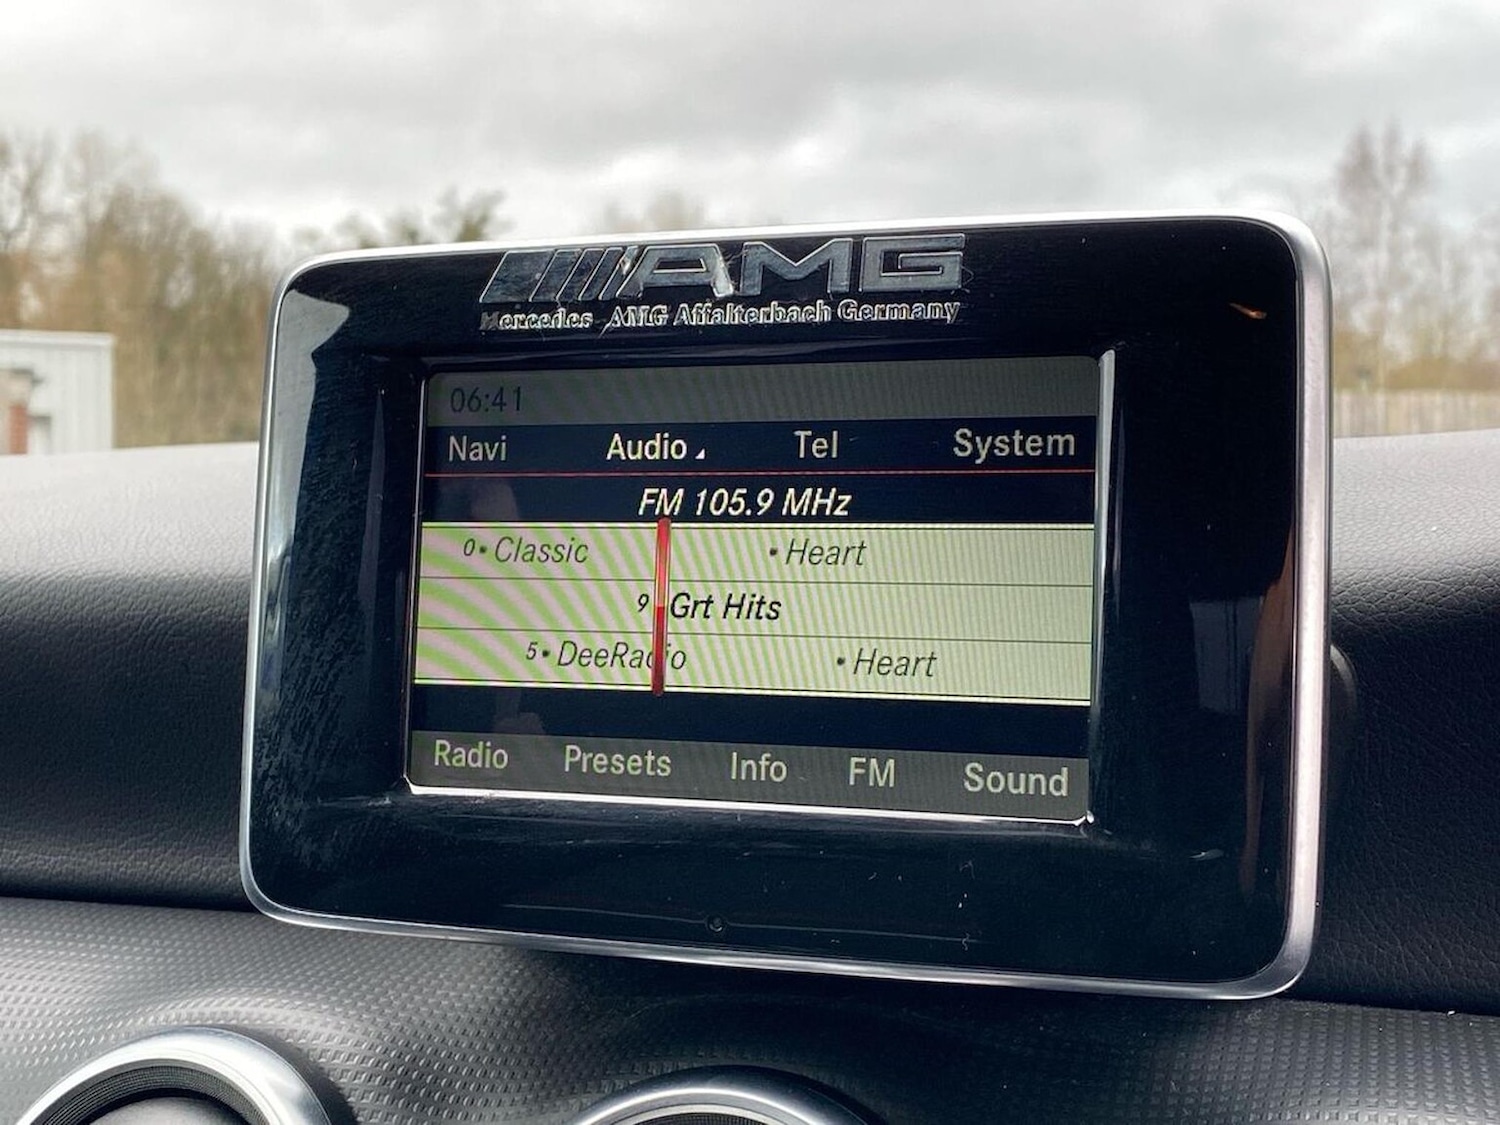 AMG
Mercedes-AMG Affalterbach Germany
06:41
Navi Audio Tel System
FM 105.9 MHz
0• Classic • Heart
9 Grt Hits
5• DeeRadio • Heart
Radio Presets Info FM Sound